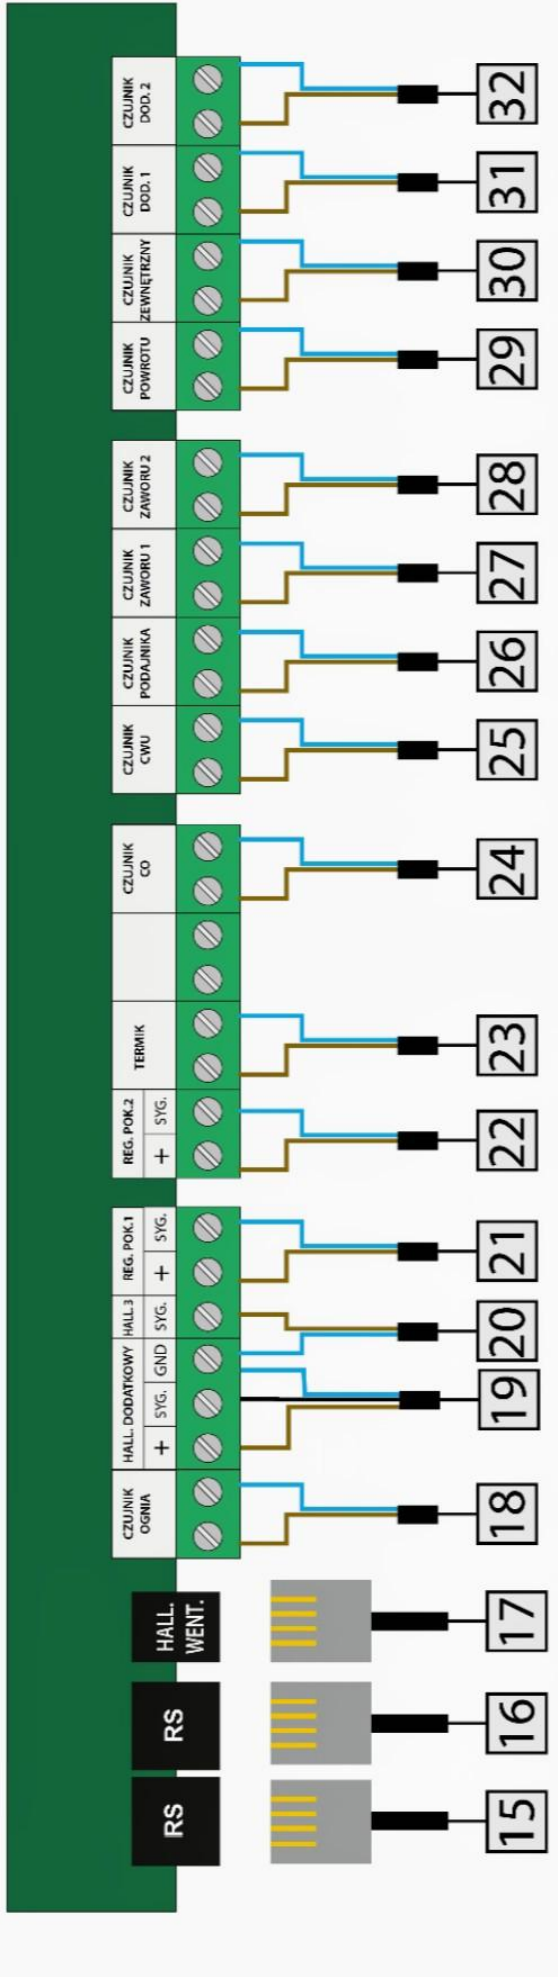 CZUJNIK
DOD. 2
32
CZUJNIK
DOD. 1
31
CZUJNIK
ZEWNĘTRZNY
30
CZUJNIK
POWROTU
29
CZUJNIK
ZAWORU 2
28
CZUJNIK
ZAWORU 1
27
CZUJNIK
PODAJNIKA
26
CZUJNIK
CWU
25
CZUJNIK
CO
24
TERMIK
23
REG. POK.2
+ SYG.
22
REG. POK.1
+ SYG.
21
HALL 3
SYG.
20
HALL. DODATKOWY
+ SYG. GND
19
CZUJNIK
OGNIA
18
HALL.
WENT.
17
RS
16
RS
15